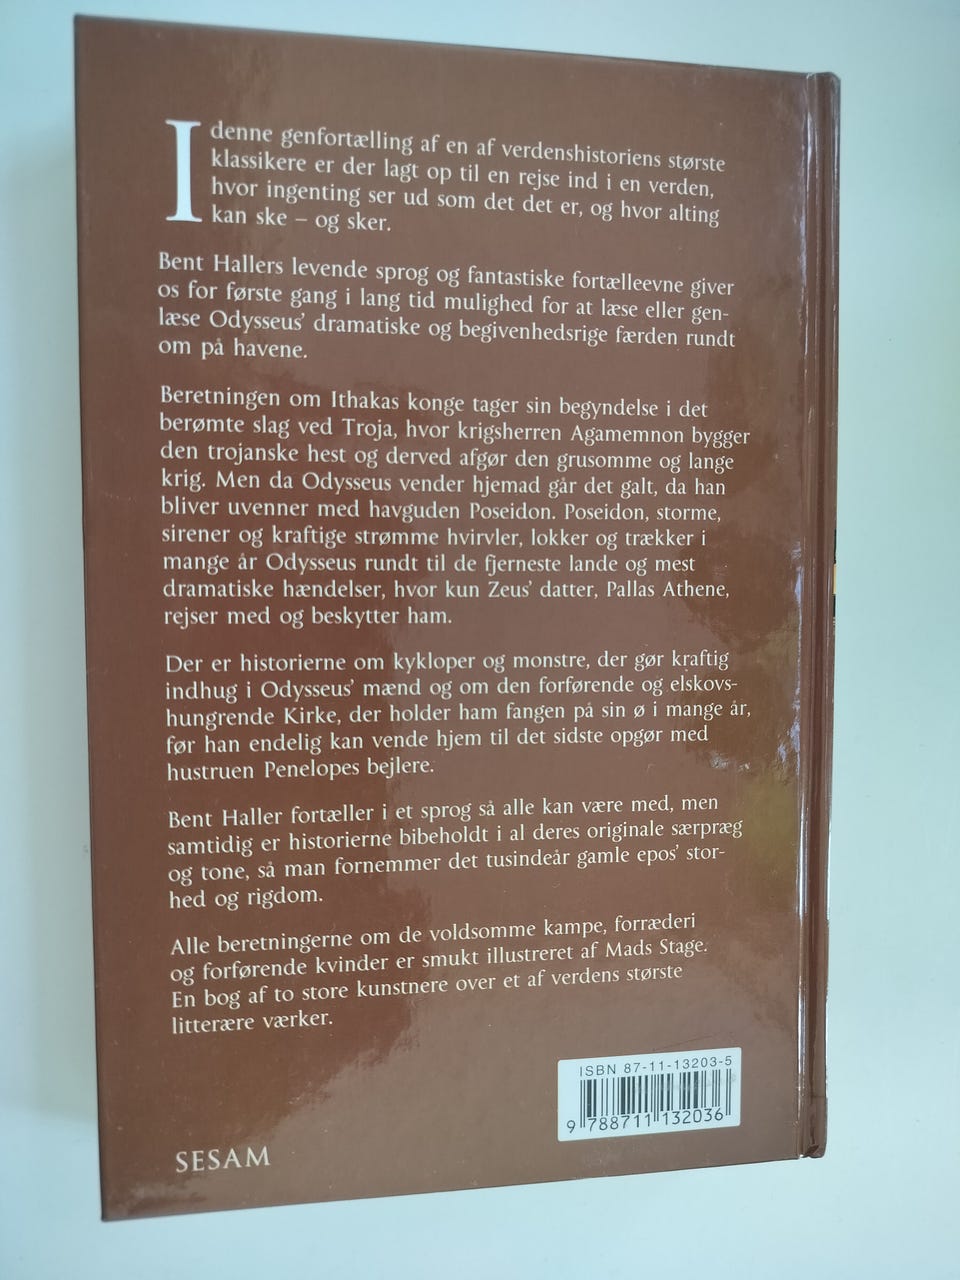 I denne genfortælling af en af verdenshistoriens største
klassikere er der lagt op til en rejse ind i en verden,
hvor ingenting ser ud som det det er, og hvor alting
kan ske – og sker.
Bent Hallers levende sprog og fantastiske fortælleevne giver
os for første gang i lang tid mulighed for at læse eller gen-
læse Odysseus' dramatiske og begivenhedsrige færden rundt
om på havene.
Beretningen om Ithakas konge tager sin begyndelse i det
berømte slag ved Troja, hvor krigsherren Agamemnon bygger
den trojanske hest og derved afgør den grusomme og lange
krig. Men da Odysseus vender hjemad går det galt, da han
bliver uvenner med havguden Poseidon. Poseidon, storme,
sirener og kraftige strømme hvirvler, lokker og trækker i
mange år Odysseus rundt til de fjerneste lande og mest
dramatiske hændelser, hvor kun Zeus' datter, Pallas Athene,
rejser med og beskytter ham.
Der er historierne om kykloper og monstre, der gør kraftig
indhug i Odysseus' mænd og om den forførende og elskovs-
hungrende Kirke, der holder ham fangen på sin ø i mange år,
før han endelig kan vende hjem til det sidste opgør med
hustruen Penelopes bejlere.
Bent Haller fortæller i et sprog så alle kan være med, men
samtidig er historierne bibeholdt i al deres originale særpræg
og tone, så man fornemmer det tusindeår gamle epos' stor-
hed og rigdom.
Alle beretningerne om de voldsomme kampe, forræderi
og forførende kvinder er smukt illustreret af Mads Stage.
En bog af to store kunstnere over et af verdens største
litterære værker.
ISBN 87-11-13203-5
9 788711 132036
SESAM